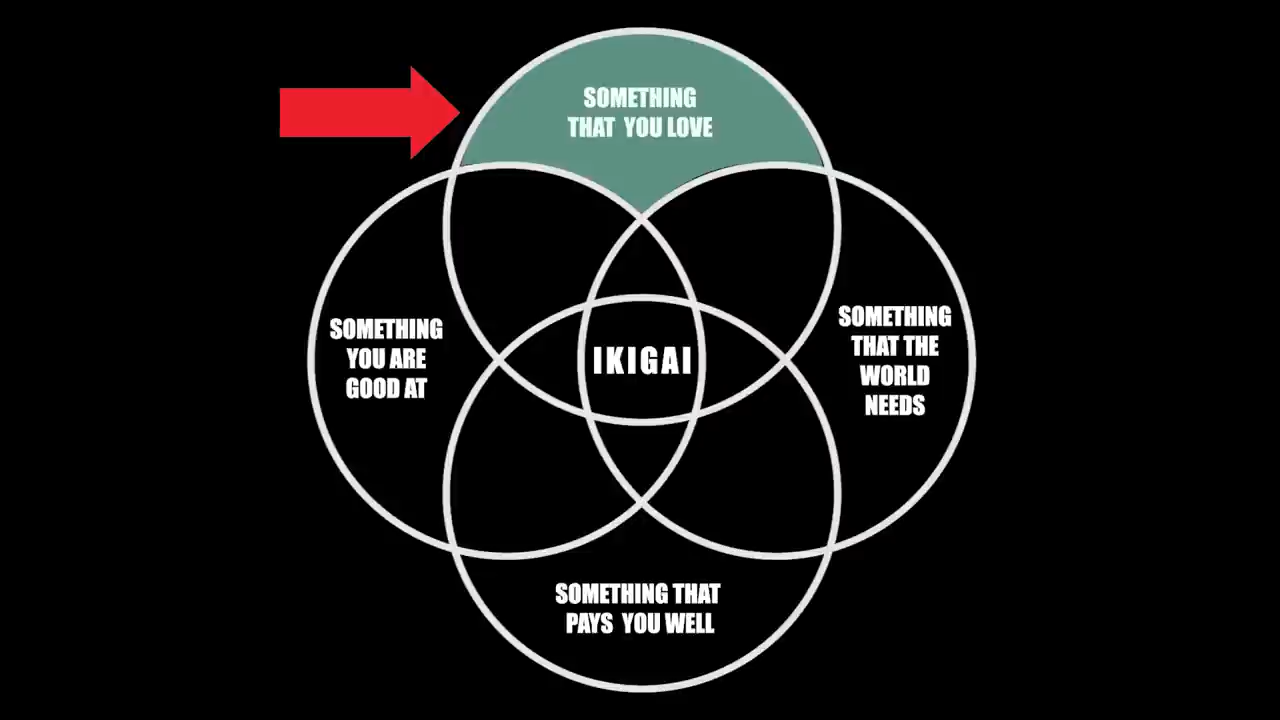 SOMETHING
THAT YOU LOVE
SOMETHING
YOU ARE
GOOD AT
IKIGAI
SOMETHING
THAT THE
WORLD
NEEDS
SOMETHING THAT
PAYS YOU WELL